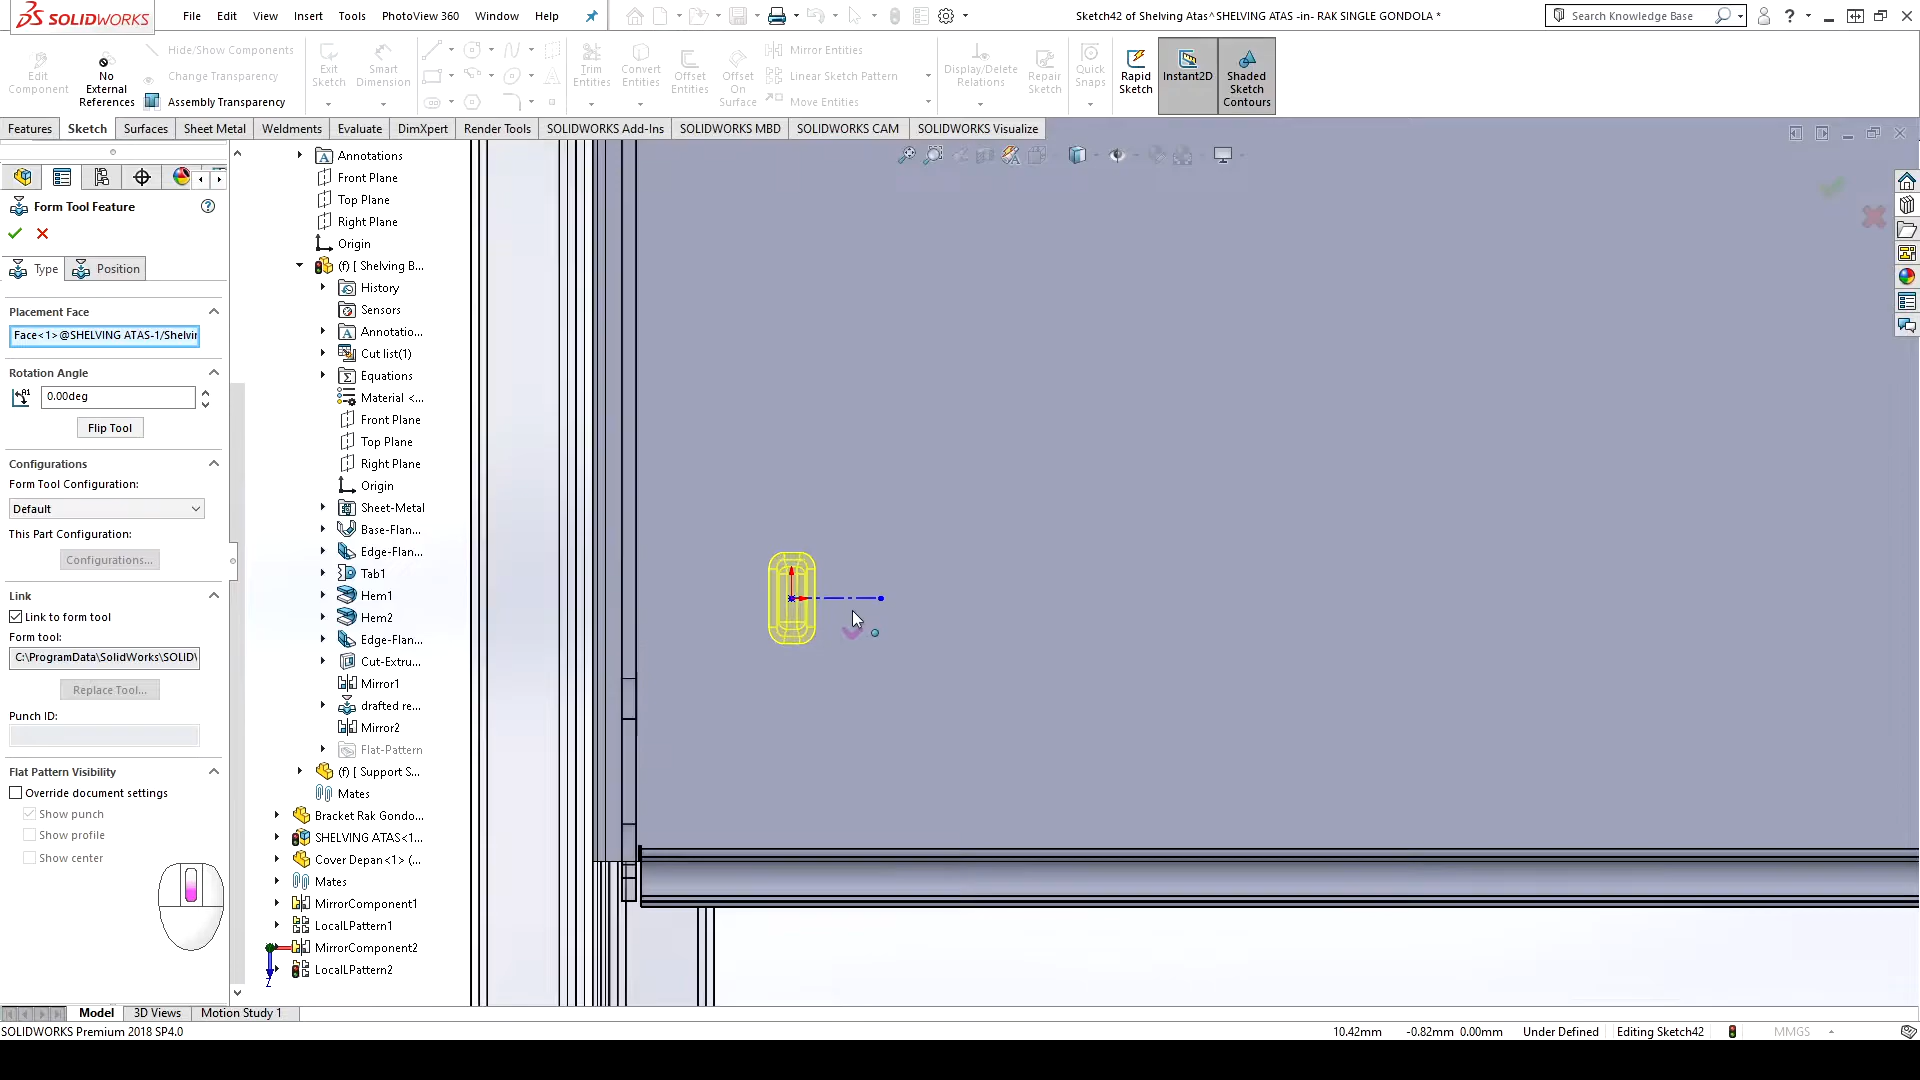 SOLIDWORKS
File Edit View Insert Tools PhotoView 360 Window Help
Sketch42 of Shelving Atas^SHELVING ATAS -in- RAK SINGLE GONDOLA *
Search Knowledge Base
Edit Component
No External References
Hide/Show Components
Change Transparency
Assembly Transparency
Exit Sketch
Smart Dimension
Trim Entities
Convert Entities
Offset Entities
Offset On Surface
Mirror Entities
Linear Sketch Pattern
Move Entities
Display/Delete Relations
Repair Sketch
Quick Snaps
Rapid Sketch
Instant2D
Shaded Sketch Contours
Features Sketch Surfaces Sheet Metal Weldments Evaluate DimXpert Render Tools SOLIDWORKS Add-Ins SOLIDWORKS MBD SOLIDWORKS CAM SOLIDWORKS Visualize
Form Tool Feature
Type Position
Placement Face
Face<1>@SHELVING ATAS-1/Shelvin
Rotation Angle
0.00deg
Flip Tool
Configurations
Form Tool Configuration:
Default
This Part Configuration:
Configurations...
Link
Link to form tool
Form tool:
C:\ProgramData\SolidWorks\SOLID\
Replace Tool...
Punch ID:
Flat Pattern Visibility
Override document settings
Show punch
Show profile
Show center
Annotations
Front Plane
Top Plane
Right Plane
Origin
(f) [ Shelving B...
History
Sensors
Annotatio...
Cut list(1)
Equations
Material <...
Front Plane
Top Plane
Right Plane
Origin
Sheet-Metal
Base-Flan...
Edge-Flan...
Tab1
Hem1
Hem2
Edge-Flan...
Cut-Extru...
Mirror1
drafted re...
Mirror2
Flat-Pattern
(f) [ Support S...
Mates
Bracket Rak Gondo...
SHELVING ATAS<1...
Cover Depan<1> (...
Mates
MirrorComponent1
LocalLPattern1
MirrorComponent2
LocalLPattern2
Z
Model 3D Views Motion Study 1
SOLIDWORKS Premium 2018 SP4.0
10.42mm -0.82mm 0.00mm Under Defined Editing Sketch42 MMGS